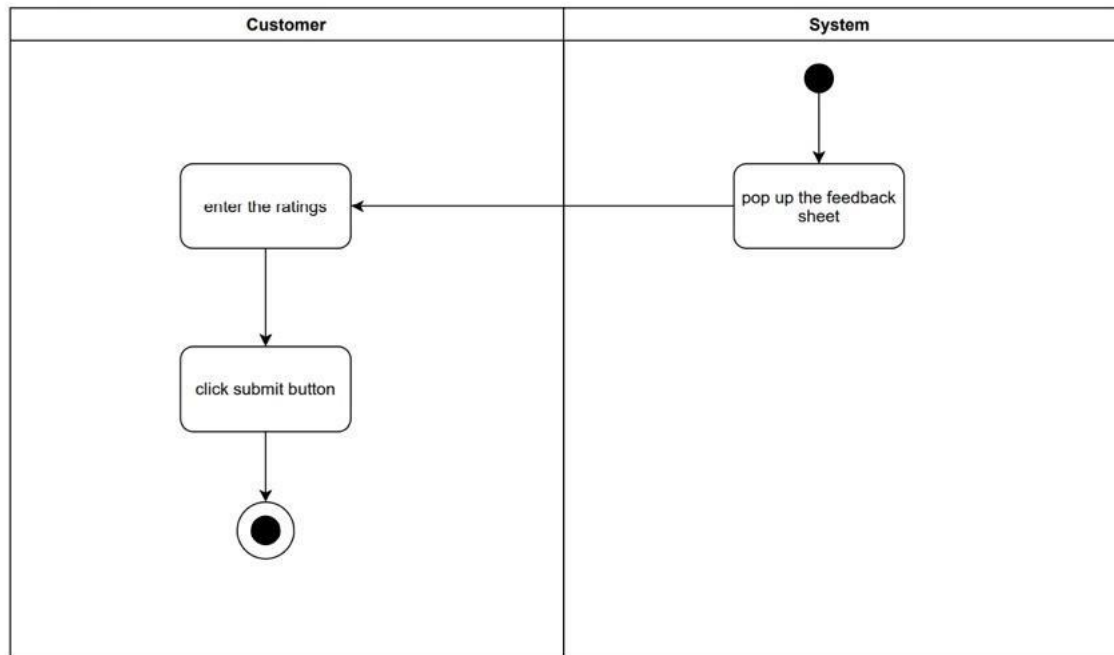 Customer
System
enter the ratings
pop up the feedback
sheet
click submit button